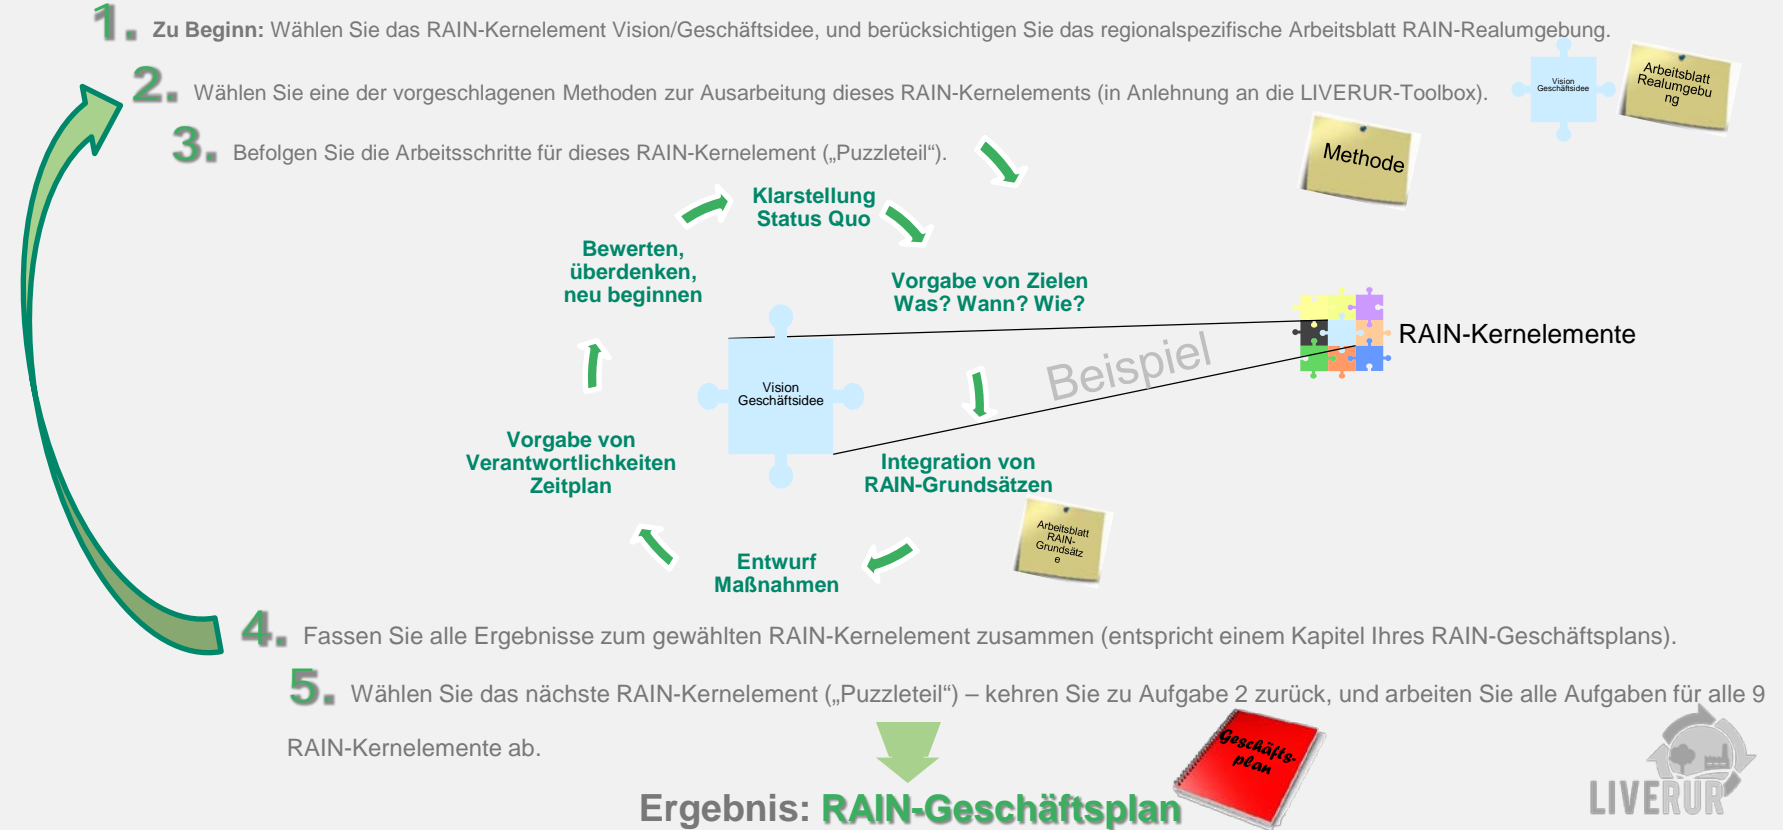 1. Zu Beginn: Wählen Sie das RAIN-Kernelement Vision/Geschäftsidee, und berücksichtigen Sie das regionalspezifische Arbeitsblatt RAIN-Realumgebung.
2. Wählen Sie eine der vorgeschlagenen Methoden zur Ausarbeitung dieses RAIN-Kernelements (in Anlehnung an die LIVERUR-Toolbox).
Vision
Geschäftsidee
Arbeitsblatt
Realumgebu
ng
3. Befolgen Sie die Arbeitsschritte für dieses RAIN-Kernelement („Puzzleteil").
Methode
Klarstellung
Status Quo
Vorgabe von Zielen
Was? Wann? Wie?
Integration von
RAIN-Grundsätzen
Arbeitsblatt
RAIN-
Grundsätz
e
Entwurf
Maßnahmen
Vorgabe von
Verantwortlichkeiten
Zeitplan
Bewerten,
überdenken,
neu beginnen
Vision
Geschäftsidee
Beispiel
RAIN-Kernelemente
4. Fassen Sie alle Ergebnisse zum gewählten RAIN-Kernelement zusammen (entspricht einem Kapitel Ihres RAIN-Geschäftsplans).
5. Wählen Sie das nächste RAIN-Kernelement („Puzzleteil") – kehren Sie zu Aufgabe 2 zurück, und arbeiten Sie alle Aufgaben für alle 9
RAIN-Kernelemente ab.
Geschäfts-
plan
Ergebnis: RAIN-Geschäftsplan
LIVERUR